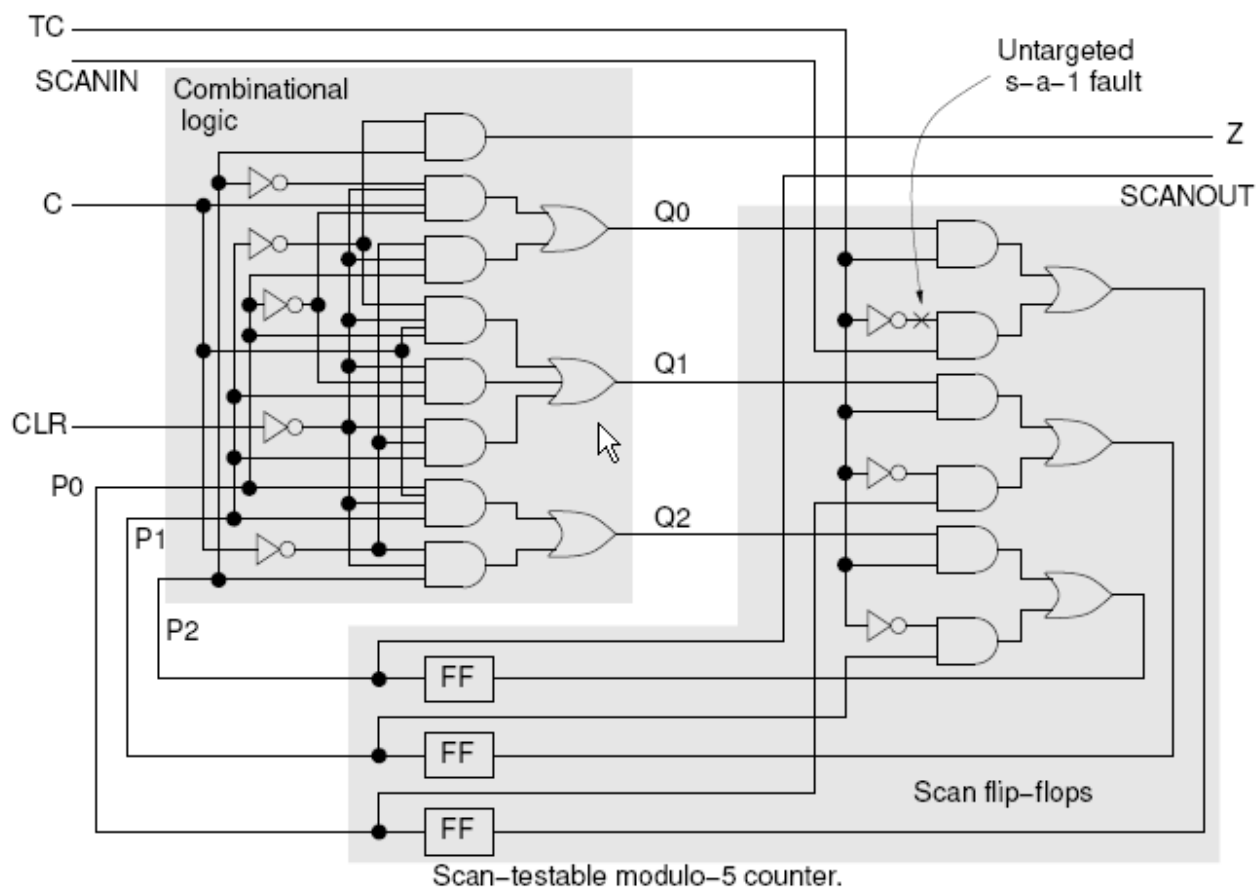 TC
SCANIN
Combinational
logic
Untargeted
s-a-1 fault
Z
SCANOUT
C
Q0
Q1
CLR
P0
P1
Q2
P2
FF
FF
FF
Scan flip-flops
Scan-testable modulo-5 counter.